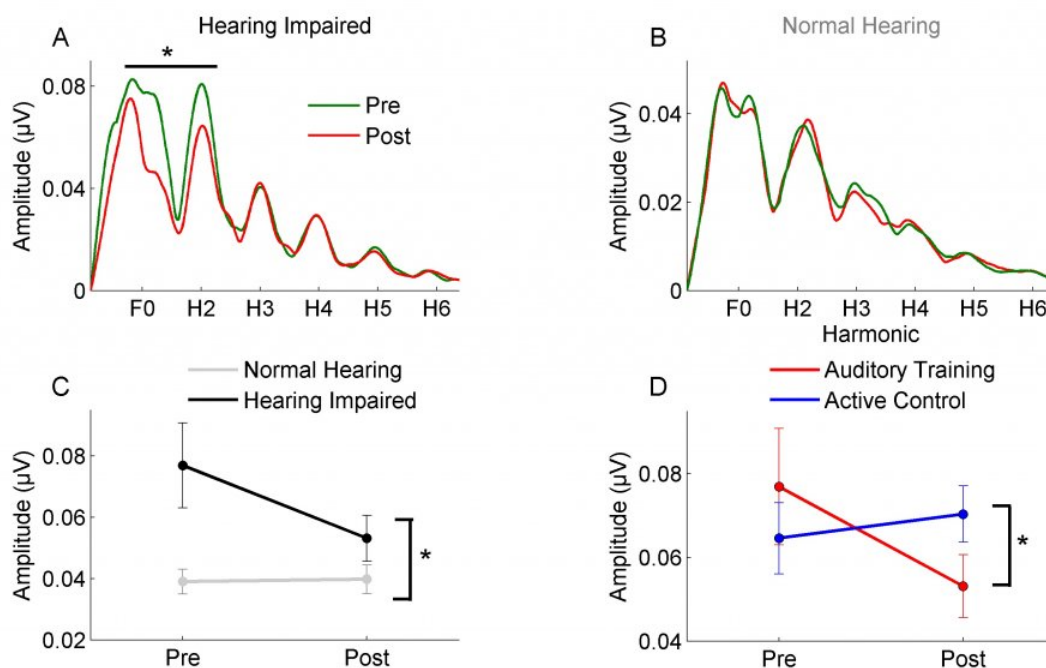 A
Hearing Impaired
*
Amplitude (µV)
0.08
0.04
0
Pre
Post
F0 H2 H3 H4 H5 H6
B
Normal Hearing
Amplitude (µV)
0.04
0.02
0
F0 H2 H3 H4 H5 H6
Harmonic
C
Normal Hearing
Hearing Impaired
Amplitude (µV)
0.08
0.06
0.04
0.02
*
Pre Post
D
Auditory Training
Active Control
Amplitude (µV)
0.08
0.06
0.04
*
Pre Post